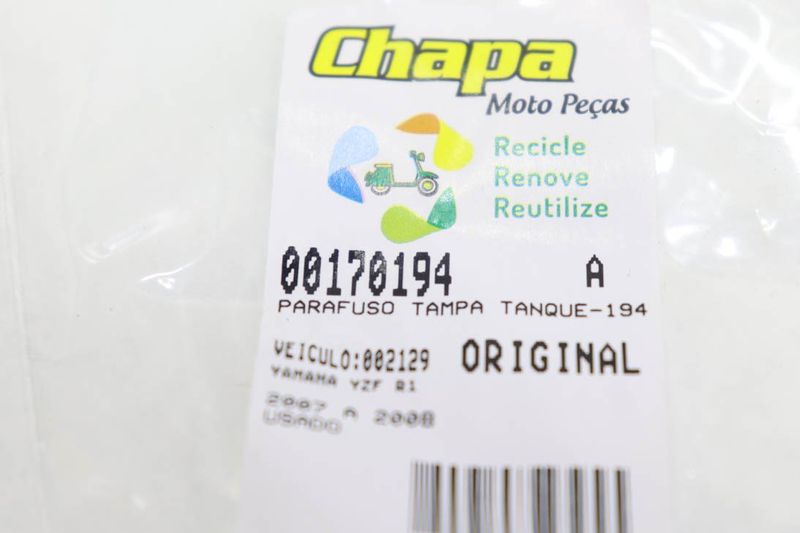 Chapa
Moto Peças
Recicle
Renove
Reutilize
00170194 A
PARAFUSO TAMPA TANQUE-194
VEICULO:002129 ORIGINAL
YAMAHA YZF R1
2007 A 2008
USADO